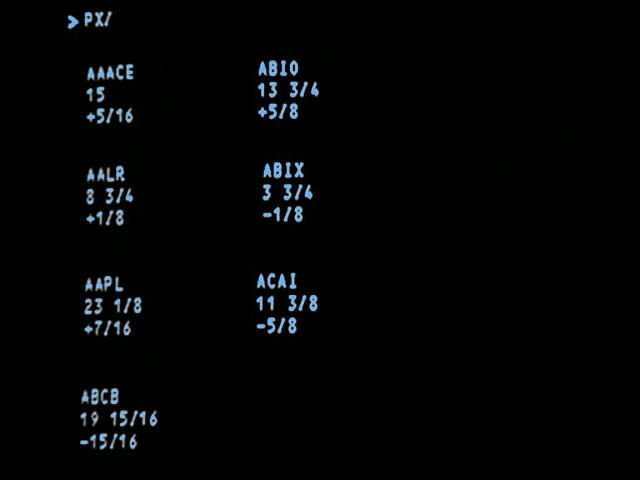 > PX/
AAACE
15
+5/16
AALR
8 3/4
+1/8
AAPL
23 1/8
+7/16
ABCB
19 15/16
-15/16
ABIO
13 3/4
+5/8
ABIX
3 3/4
-1/8
ACAI
11 3/8
-5/8